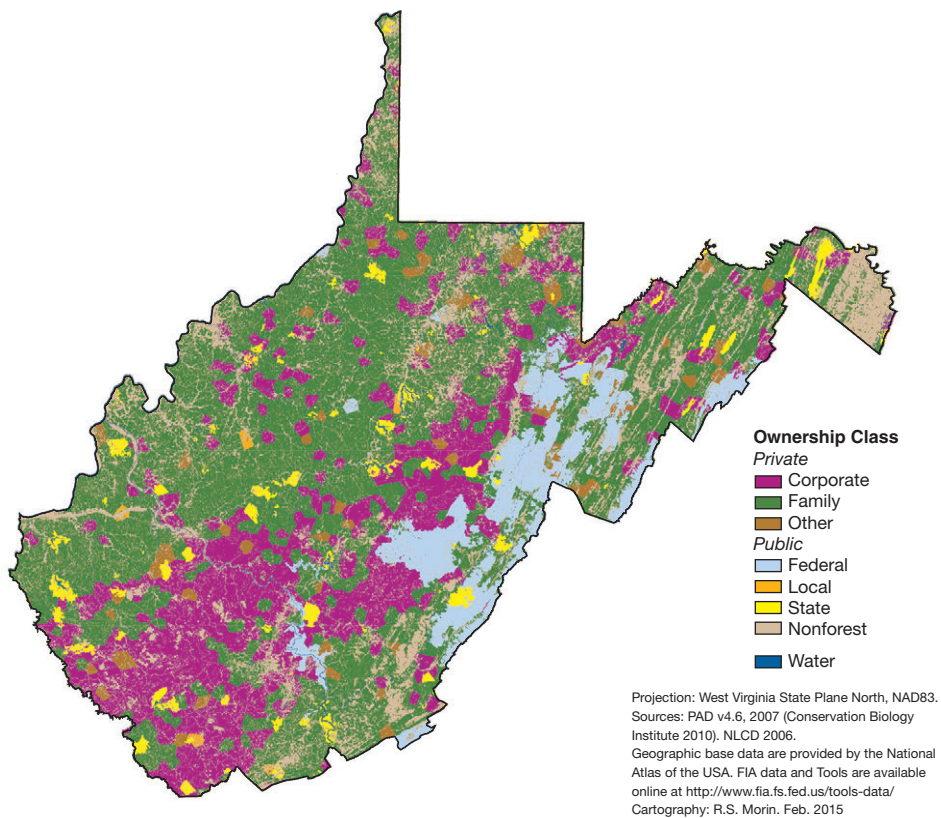 Ownership Class
Private
Corporate
Family
Other
Public
Federal
Local
State
Nonforest
Water
Projection: West Virginia State Plane North, NAD83.
Sources: PAD v4.6, 2007 (Conservation Biology
Institute 2010). NLCD 2006.
Geographic base data are provided by the National
Atlas of the USA. FIA data and Tools are available
online at http://www.fia.fs.fed.us/tools-data/
Cartography: R.S. Morin. Feb. 2015